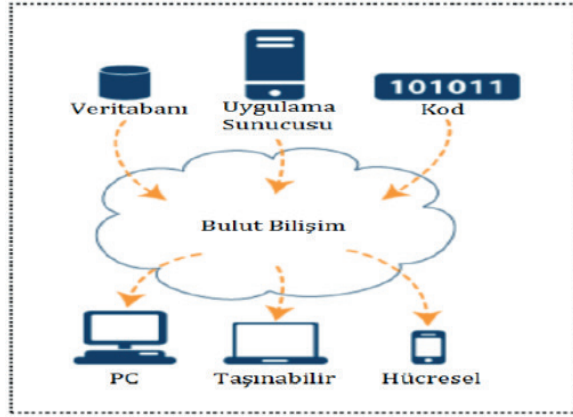 101011
Veritabanı
Uygulama
Sunucusu
Kod
Bulut Bilişim
PC
Taşınabilir
Hücresel